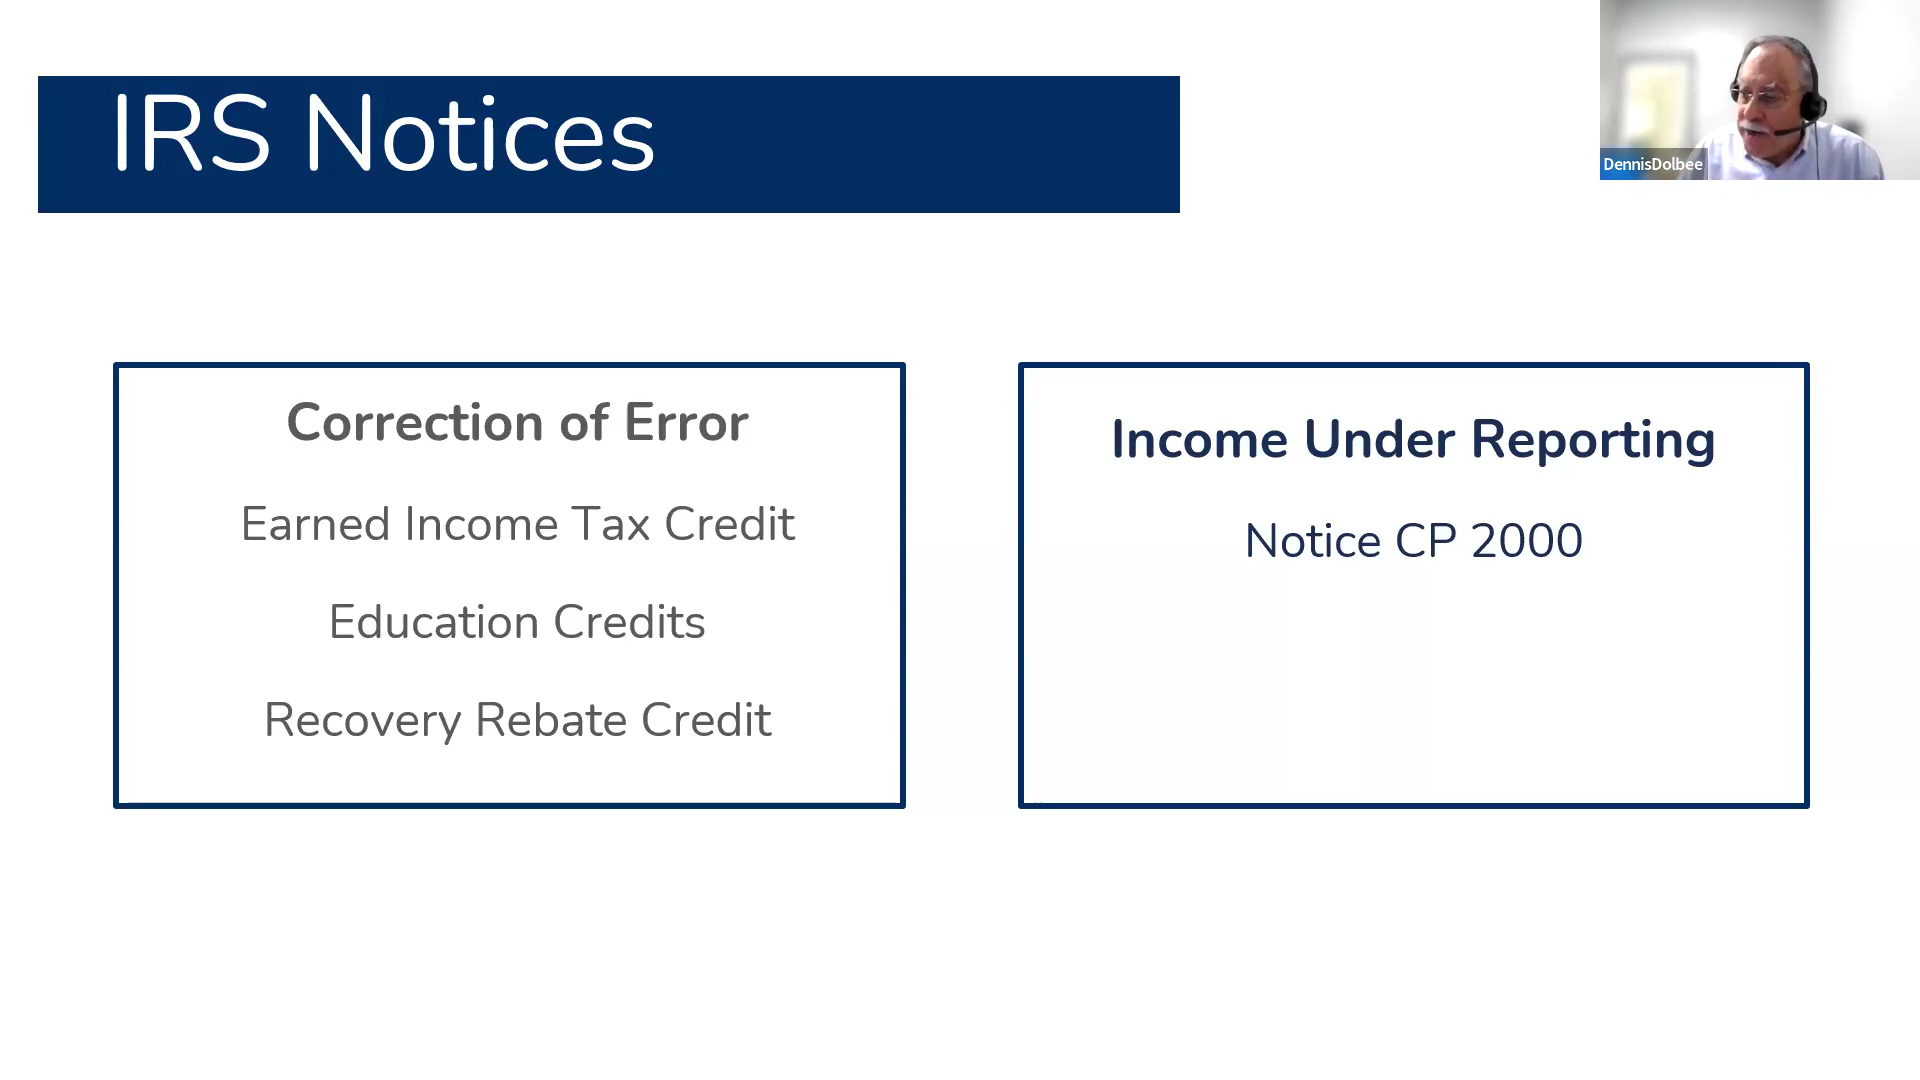 IRS Notices
DennisDolbee
Correction of Error
Earned Income Tax Credit
Education Credits
Recovery Rebate Credit
Income Under Reporting
Notice CP 2000